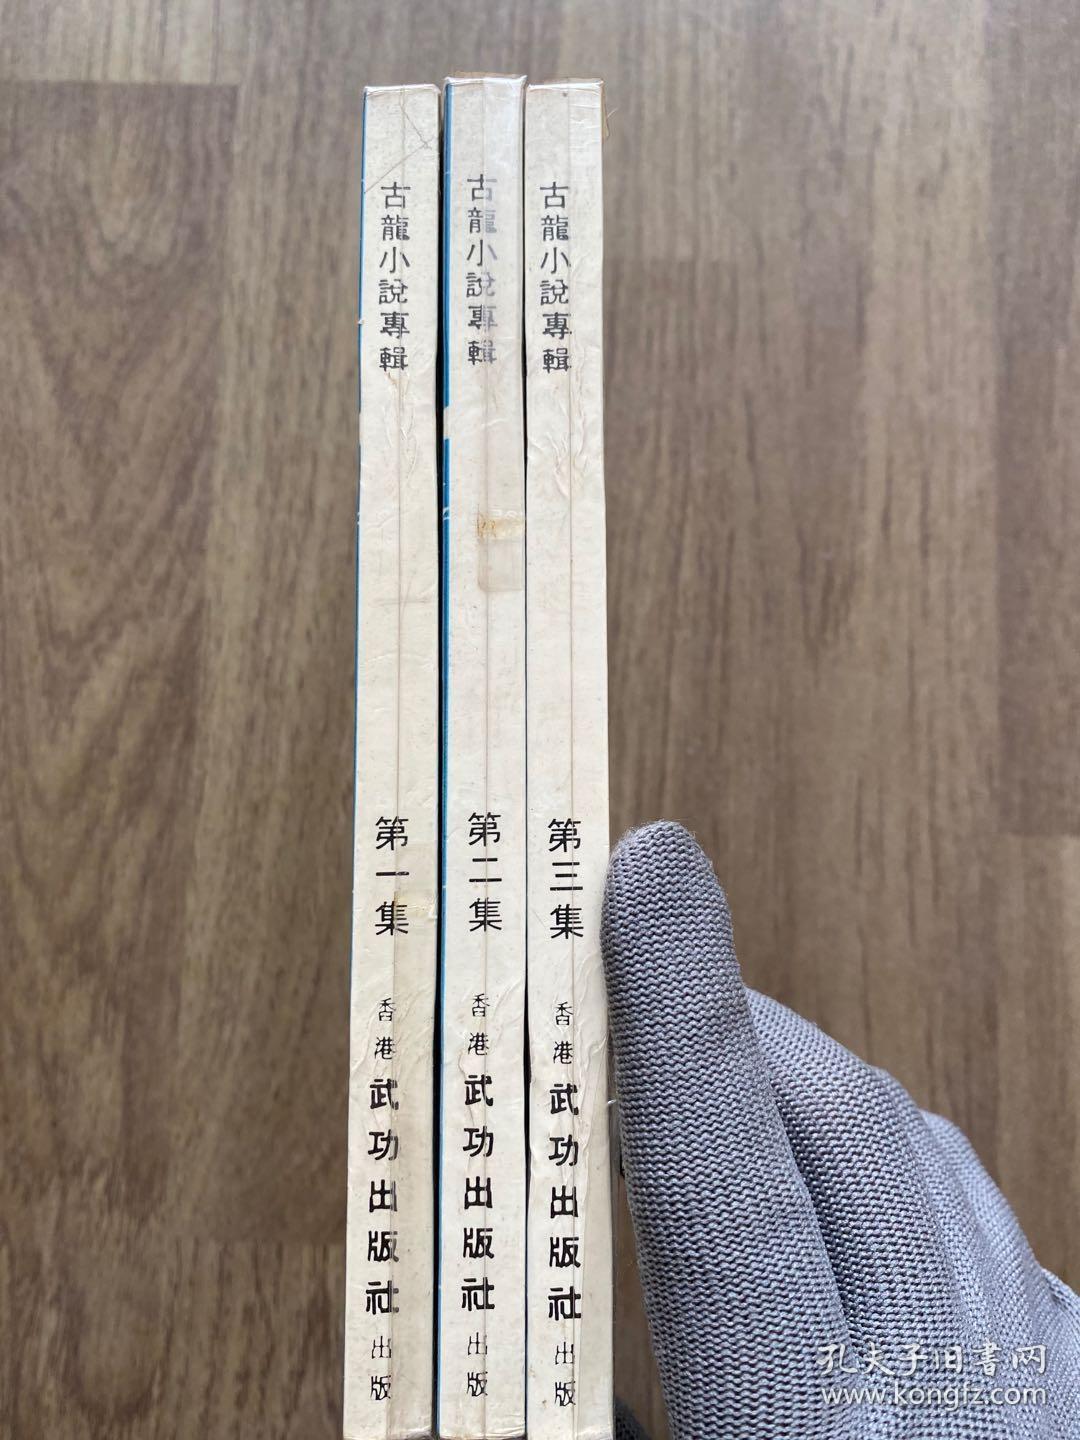 古龍小說專輯
第一集
香港武功出版社出版
古龍小說專輯
第二集
香港武功出版社出版
古龍小說專輯
第三集
香港武功出版社出版
孔夫子旧書网
www.kongfz.com